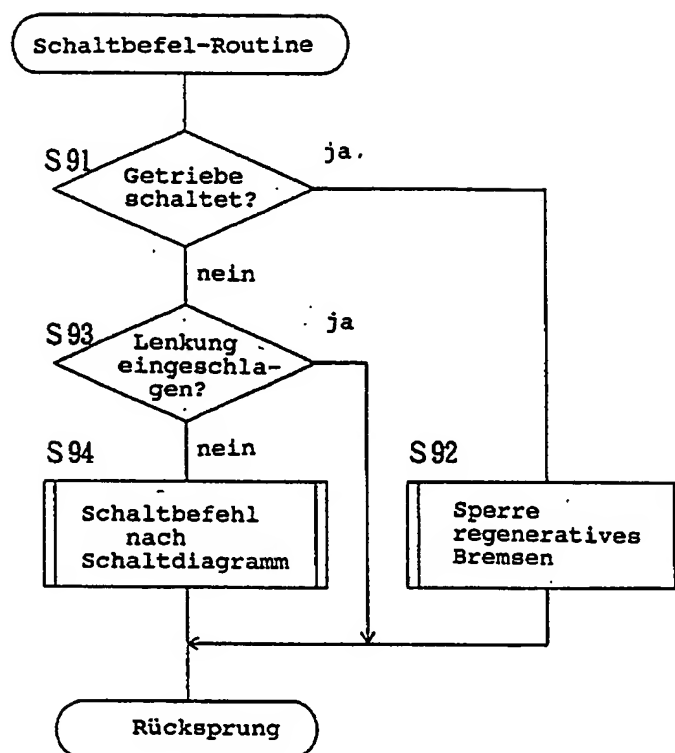 Schaltbefel-Routine
S91
ja.
Getriebe
schaltet?
nein
S93
ja
Lenkung
eingeschla-
gen?
nein
S94
S92
Schaltbefehl
nach
Schaltdiagramm
Sperre
regeneratives
Bremsen
Rücksprung